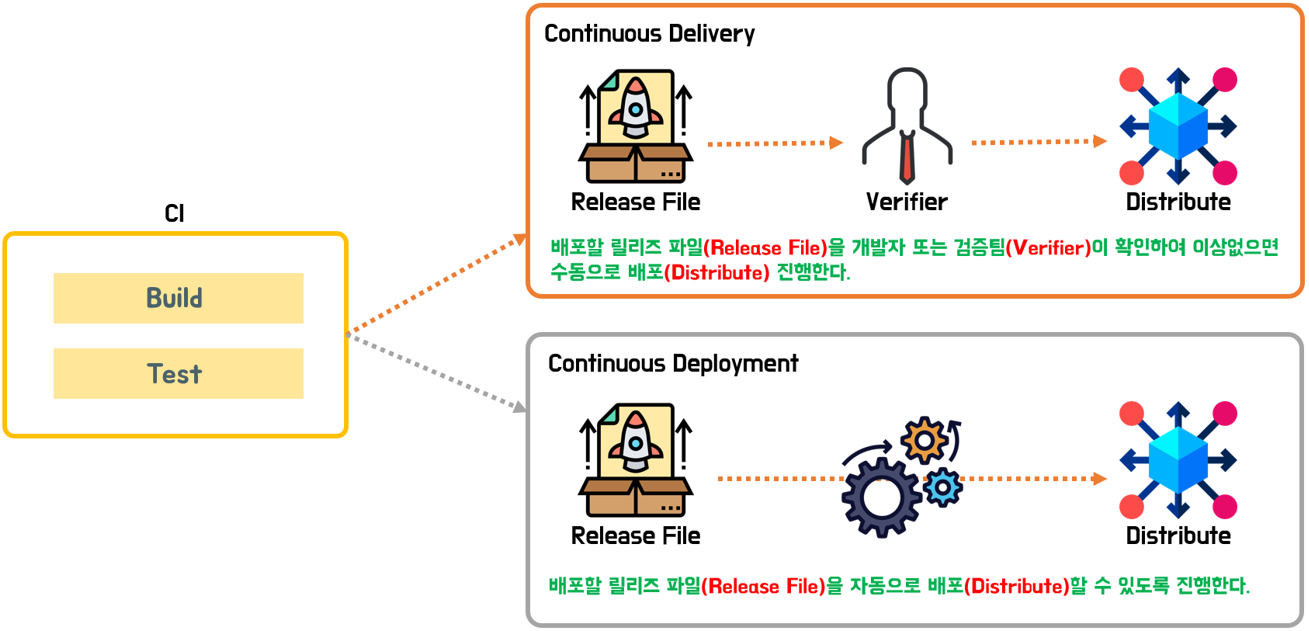 CI
Build
Test
Continuous Delivery
Release File
Verifier
Distribute
배포할 릴리즈 파일(Release File)을 개발자 또는 검증팀(Verifier)이 확인하여 이상없으면
수동으로 배포(Distribute) 진행한다.
Continuous Deployment
Release File
Distribute
배포할 릴리즈 파일(Release File)을 자동으로 배포(Distribute)할 수 있도록 진행한다.